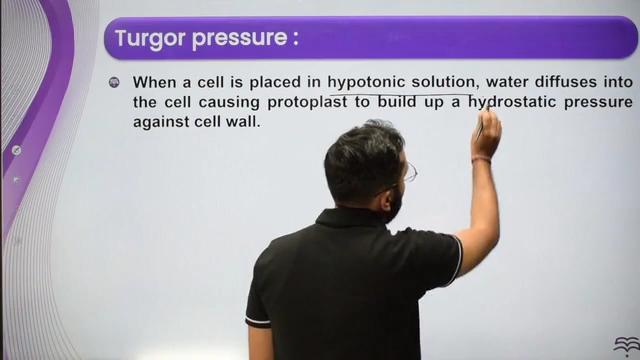 Turgor pressure :
When a cell is placed in hypotonic solution, water diffuses into
the cell causing protoplast to build up a hydrostatic pressure
against cell wall.